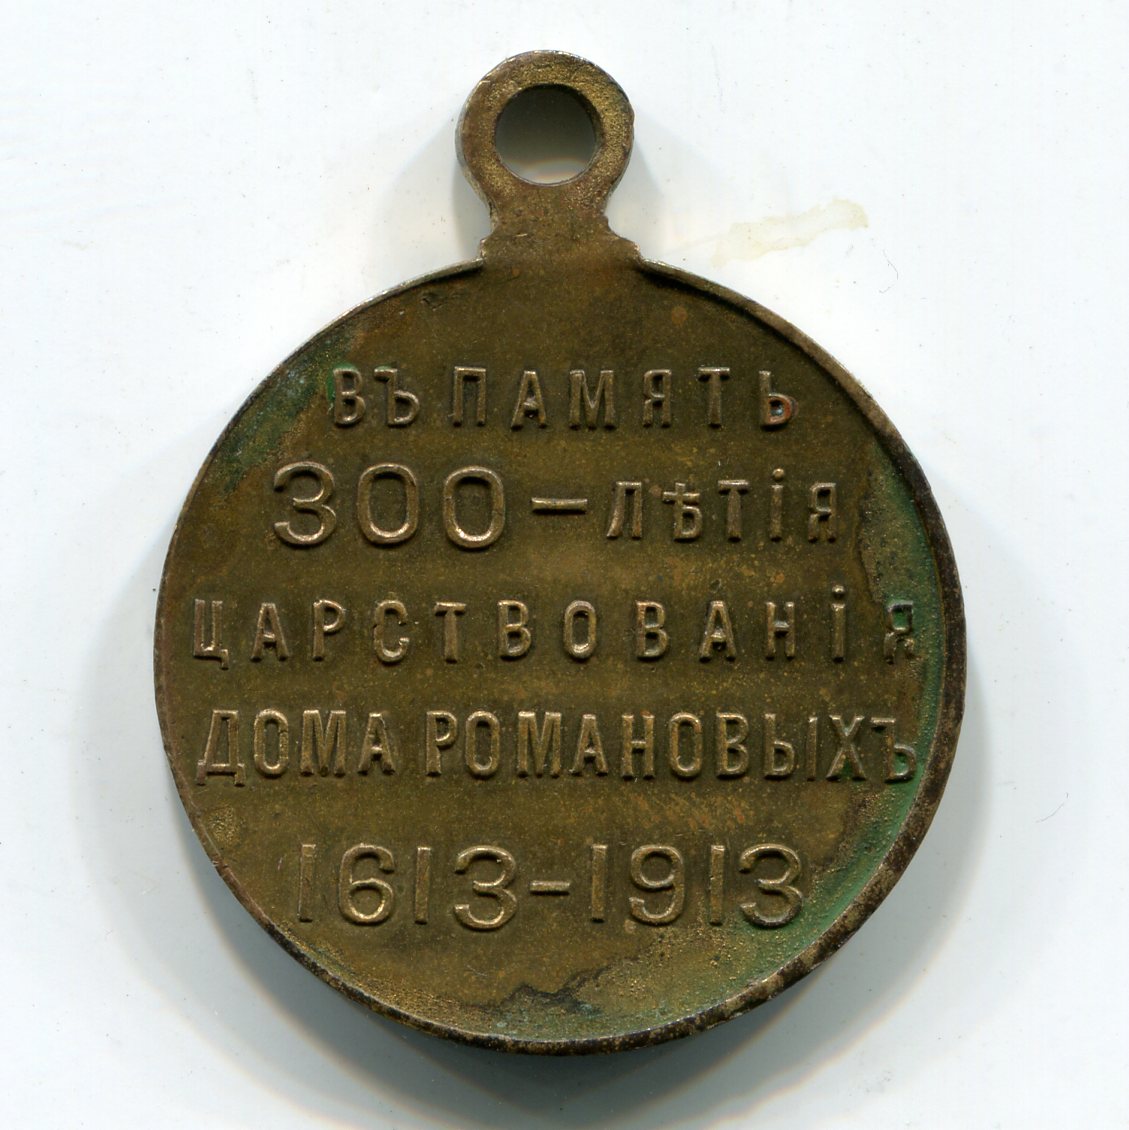 ВЪ ПАМЯТЬ
300-ЛѢТІЯ
ЦАРСТВОВАНІЯ
ДОМА РОМАНОВЫХЪ
1613-1913